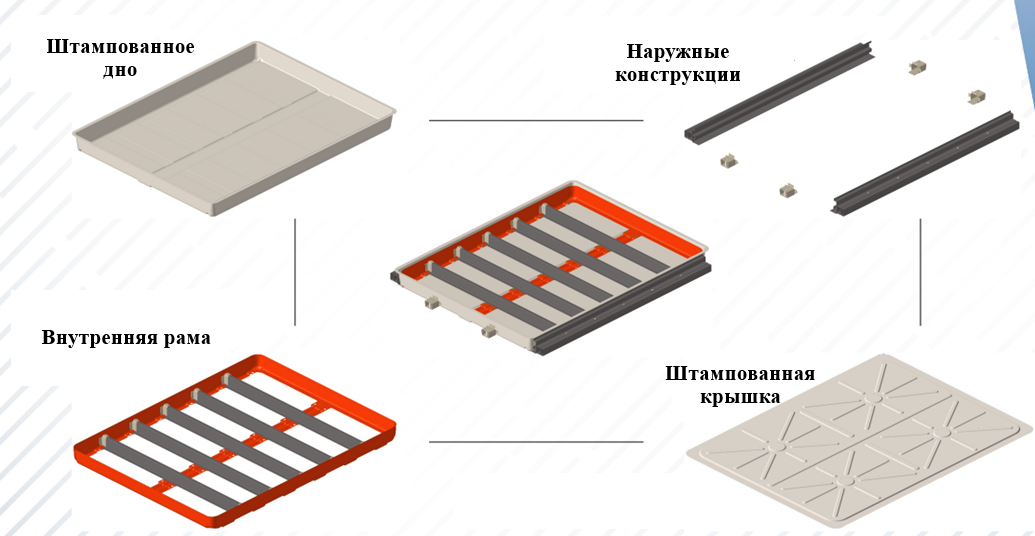 Штампованное
дно
Наружные
конструкции
Внутренняя рама
Штампованная
крышка